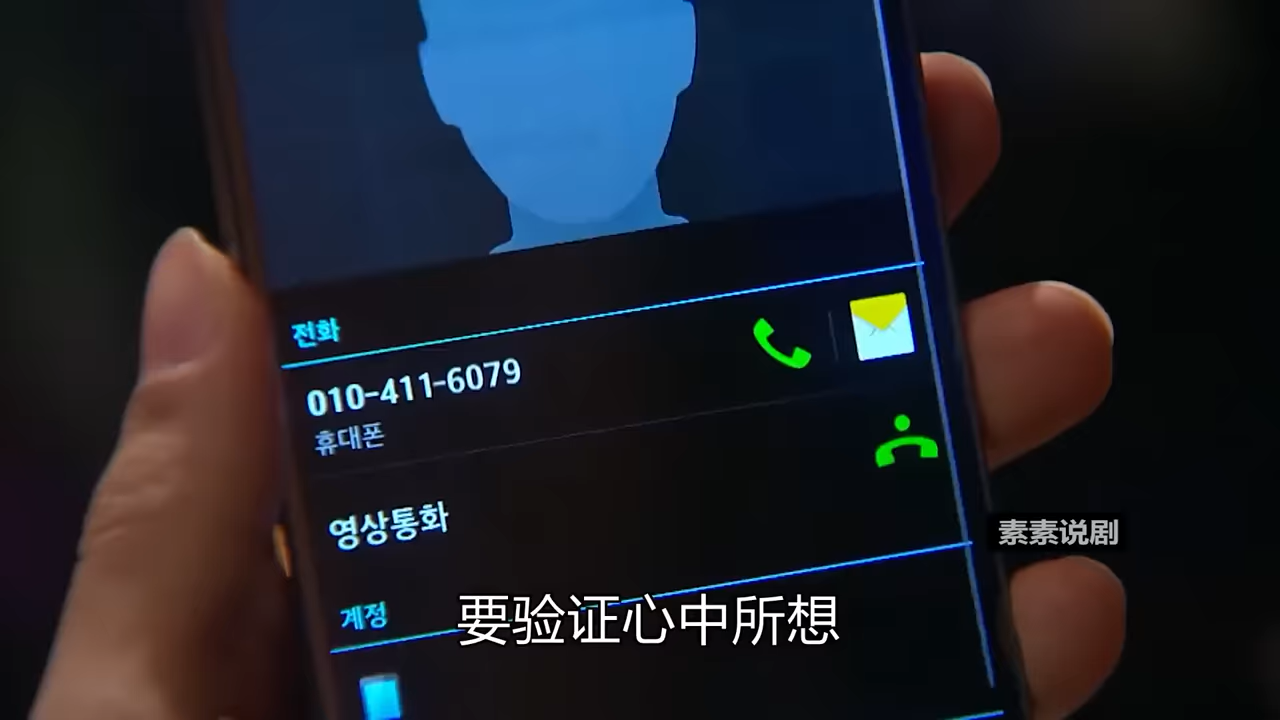 전화
010-411-6079
휴대폰
영상통화
素素说剧
계정
要验证心中所想